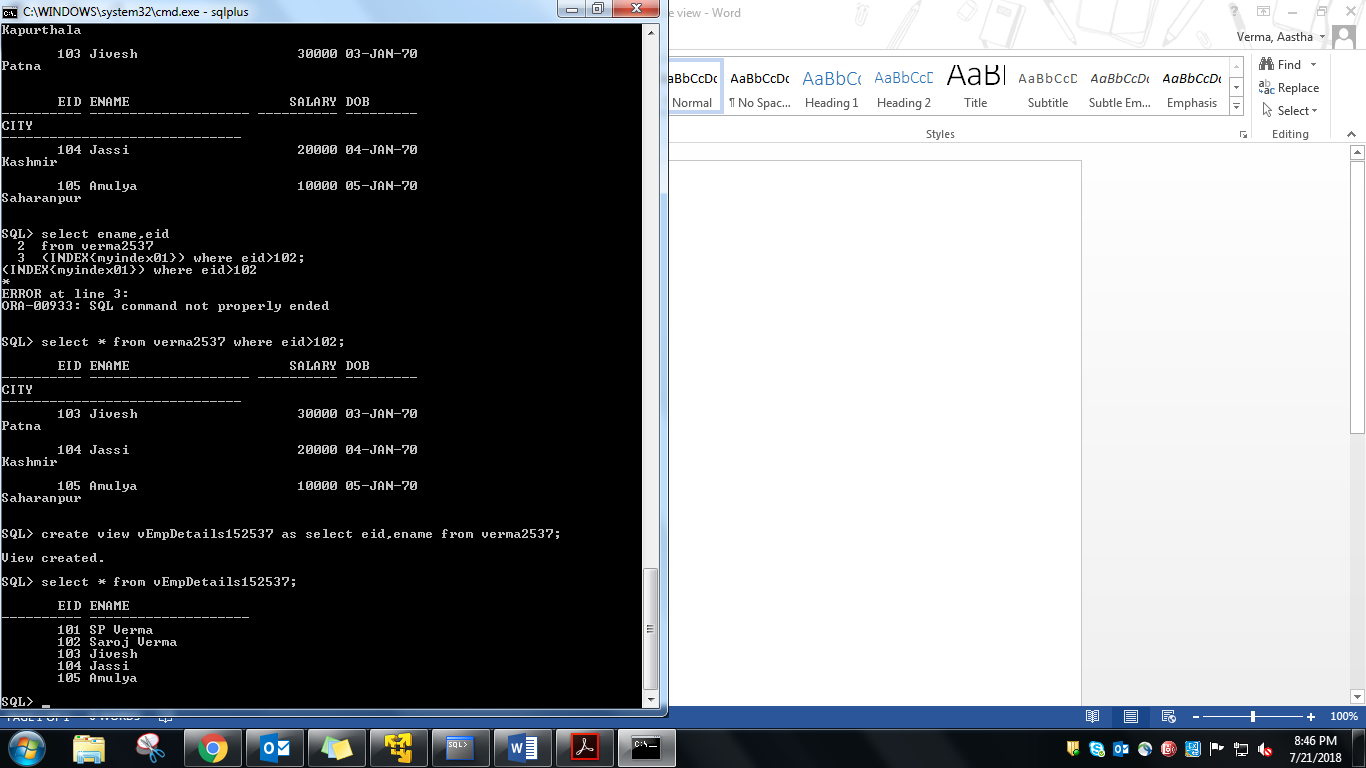 C:\WINDOWS\system32\cmd.exe - sqlplus
Kapurthala
103 Jivesh 30000 03-JAN-70
Patna
EID ENAME SALARY DOB
---------- -------------------- ---------- ---------
CITY
------------------------------
104 Jassi 20000 04-JAN-70
Kashmir
105 Amulya 10000 05-JAN-70
Saharanpur
SQL> select ename,eid
2 from verma2537
3 (INDEX{myindex01}) where eid>102;
(INDEX{myindex01}) where eid>102
*
ERROR at line 3:
ORA-00933: SQL command not properly ended
SQL> select * from verma2537 where eid>102;
EID ENAME SALARY DOB
---------- -------------------- ---------- ---------
CITY
------------------------------
103 Jivesh 30000 03-JAN-70
Patna
104 Jassi 20000 04-JAN-70
Kashmir
105 Amulya 10000 05-JAN-70
Saharanpur
SQL> create view vEmpDetails152537 as select eid,ename from verma2537;
View created.
SQL> select * from vEmpDetails152537;
EID ENAME
---------- --------------------
101 SP Verma
102 Saroj Verma
103 Jivesh
104 Jassi
105 Amulya
SQL> _
e view - Word
?
Verma, Aastha
AaBbCcDc AaBbCcDc AaBbCc AaBbCcD AaB AaBbCcD AaBbCcDc AaBbCcDc
Normal ¶ No Spac... Heading 1 Heading 2 Title Subtitle Subtle Em... Emphasis
Styles
Find
Replace
Select
Editing
100%
SQL>
C:\
8:46 PM
7/21/2018